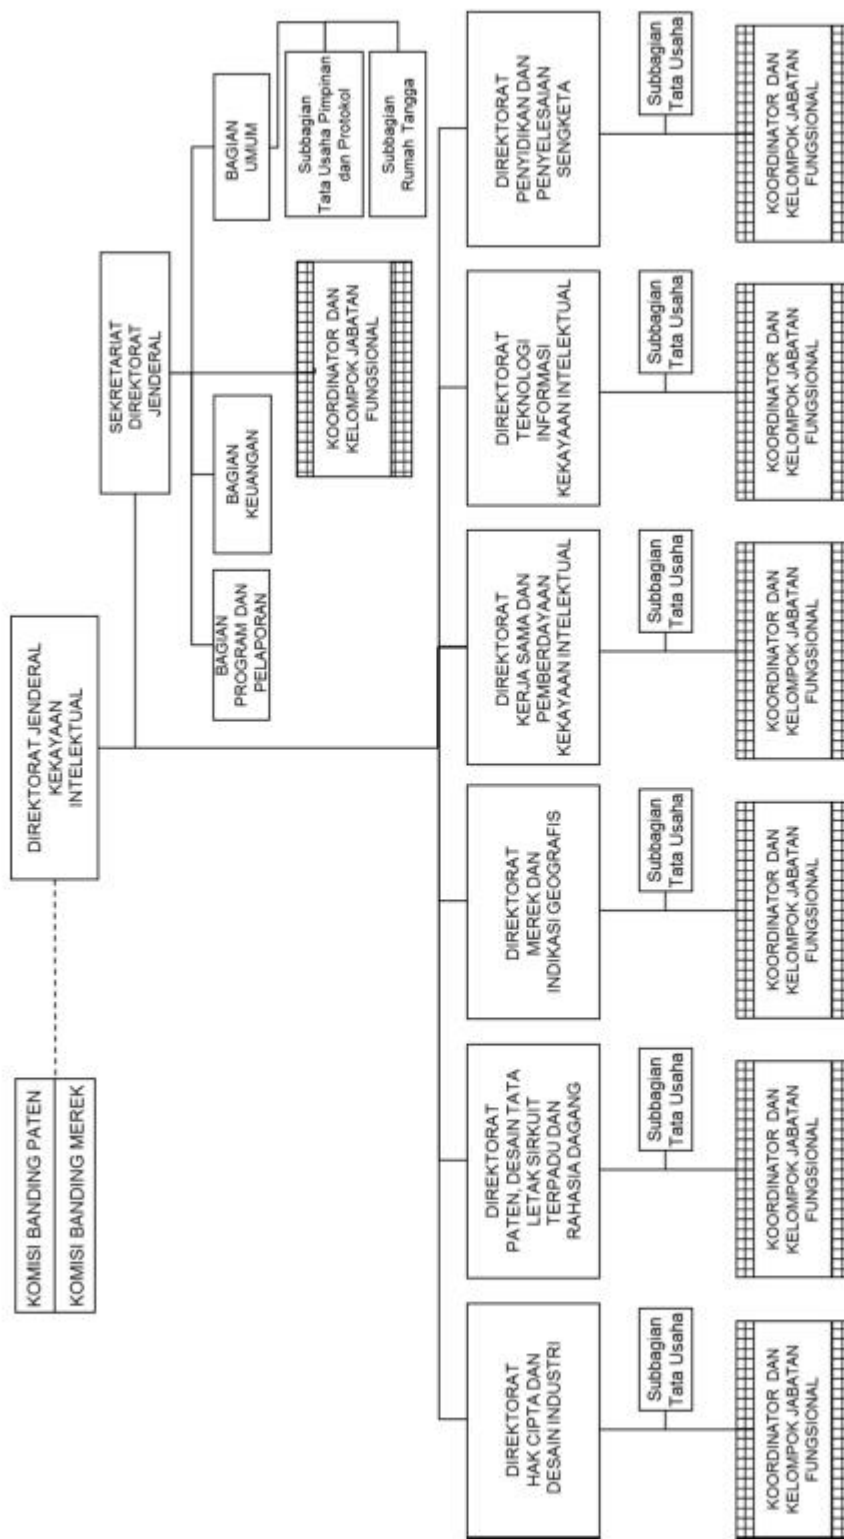 DIREKTORAT JENDERAL
KEKAYAAN
INTELEKTUAL
KOMISI BANDING PATEN
KOMISI BANDING MEREK
SEKRETARIAT
DIREKTORAT
JENDERAL
BAGIAN
PROGRAM DAN
PELAPORAN
BAGIAN
KEUANGAN
BAGIAN
UMUM
KOORDINATOR DAN
KELOMPOK JABATAN
FUNGSIONAL
Subbagian
Tata Usaha Pimpinan
dan Protokol
Subbagian
Rumah Tangga
DIREKTORAT
HAK CIPTA DAN
DESAIN INDUSTRI
DIREKTORAT
PATEN, DESAIN TATA
LETAK SIRKUIT
TERPADU DAN
RAHASIA DAGANG
DIREKTORAT
MEREK DAN
INDIKASI GEOGRAFIS
DIREKTORAT
KERJA SAMA DAN
PEMBERDAYAAN
KEKAYAAN INTELEKTUAL
DIREKTORAT
TEKNOLOGI
INFORMASI
KEKAYAAN INTELEKTUAL
DIREKTORAT
PENYIDIKAN DAN
PENYELESAIAN
SENGKETA
Subbagian
Tata Usaha
Subbagian
Tata Usaha
Subbagian
Tata Usaha
Subbagian
Tata Usaha
Subbagian
Tata Usaha
Subbagian
Tata Usaha
KOORDINATOR DAN
KELOMPOK JABATAN
FUNGSIONAL
KOORDINATOR DAN
KELOMPOK JABATAN
FUNGSIONAL
KOORDINATOR DAN
KELOMPOK JABATAN
FUNGSIONAL
KOORDINATOR DAN
KELOMPOK JABATAN
FUNGSIONAL
KOORDINATOR DAN
KELOMPOK JABATAN
FUNGSIONAL
KOORDINATOR DAN
KELOMPOK JABATAN
FUNGSIONAL